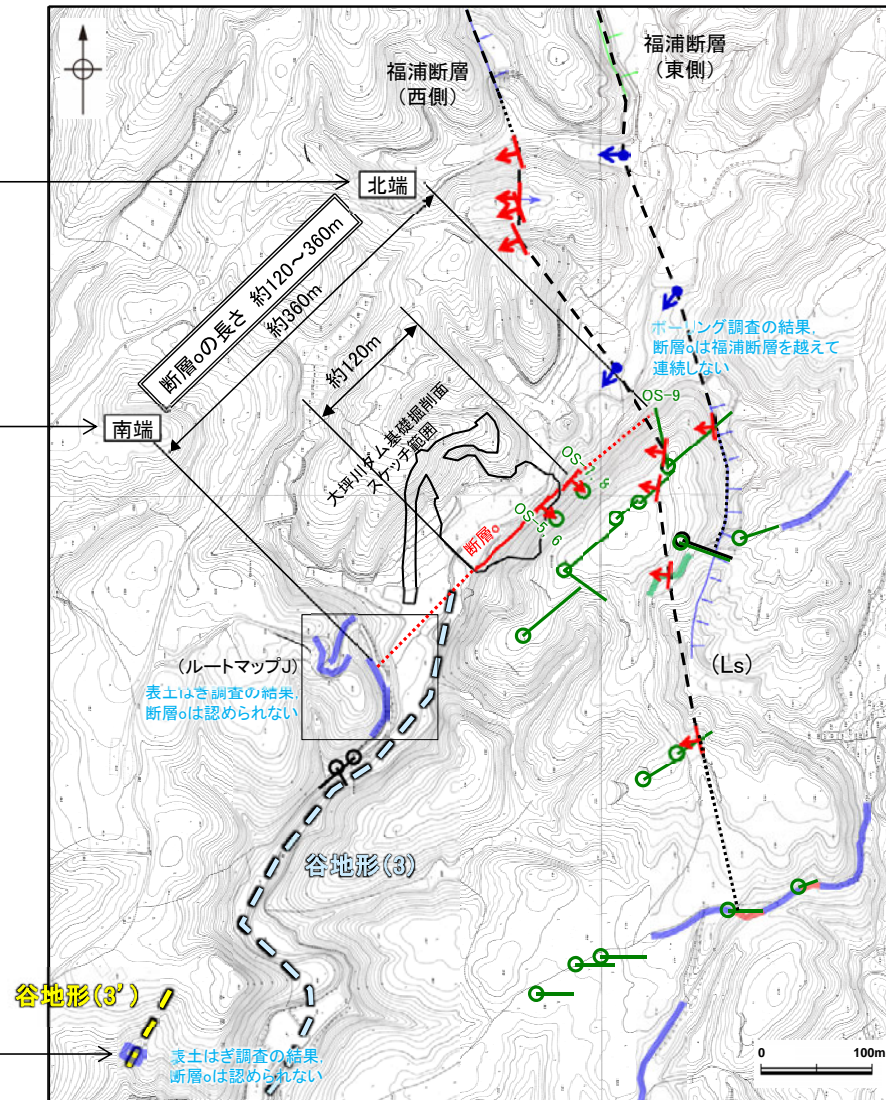 福浦断層
(西側)
福浦断層
(東側)
北端
断層oの長さ 約120～360m
約360m
約120m
大坪川ダム基礎掘削面
スケッチ範囲
南端
ボーリング調査の結果,
断層oは福浦断層を越えて
連続しない
OS-9
OS-7, 8
OS-5, 6
断層o
(ルートマップJ)
表土はぎ調査の結果,
断層oは認められない
(Ls)
谷地形(3)
谷地形(3')
表土はぎ調査の結果,
断層oは認められない
0 100m